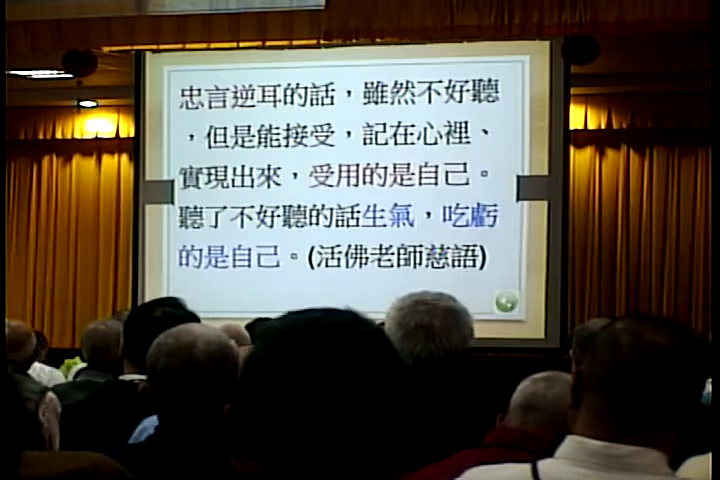 忠言逆耳的話，雖然不好聽
，但是能接受，記在心裡、
實現出來，受用的是自己。
聽了不好聽的話生氣，吃虧
的是自己。(活佛老師慈語)